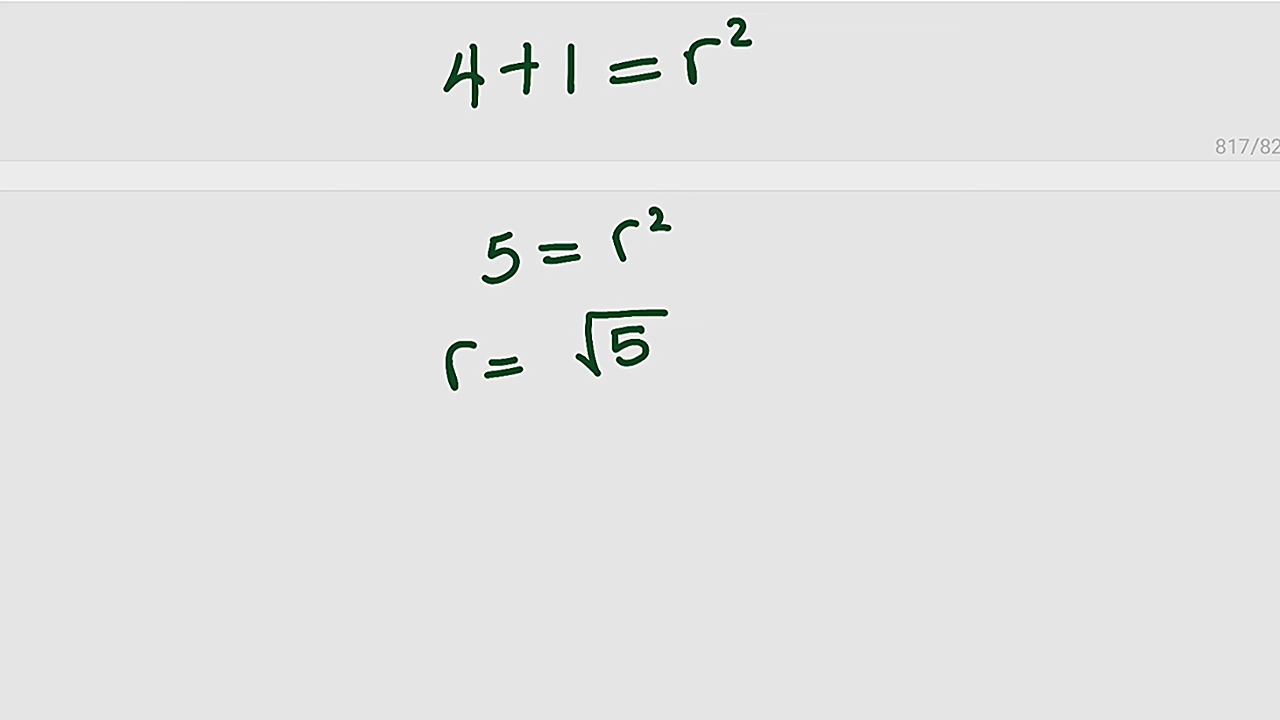 4+1=r²
817/82
5=r²
r=√5